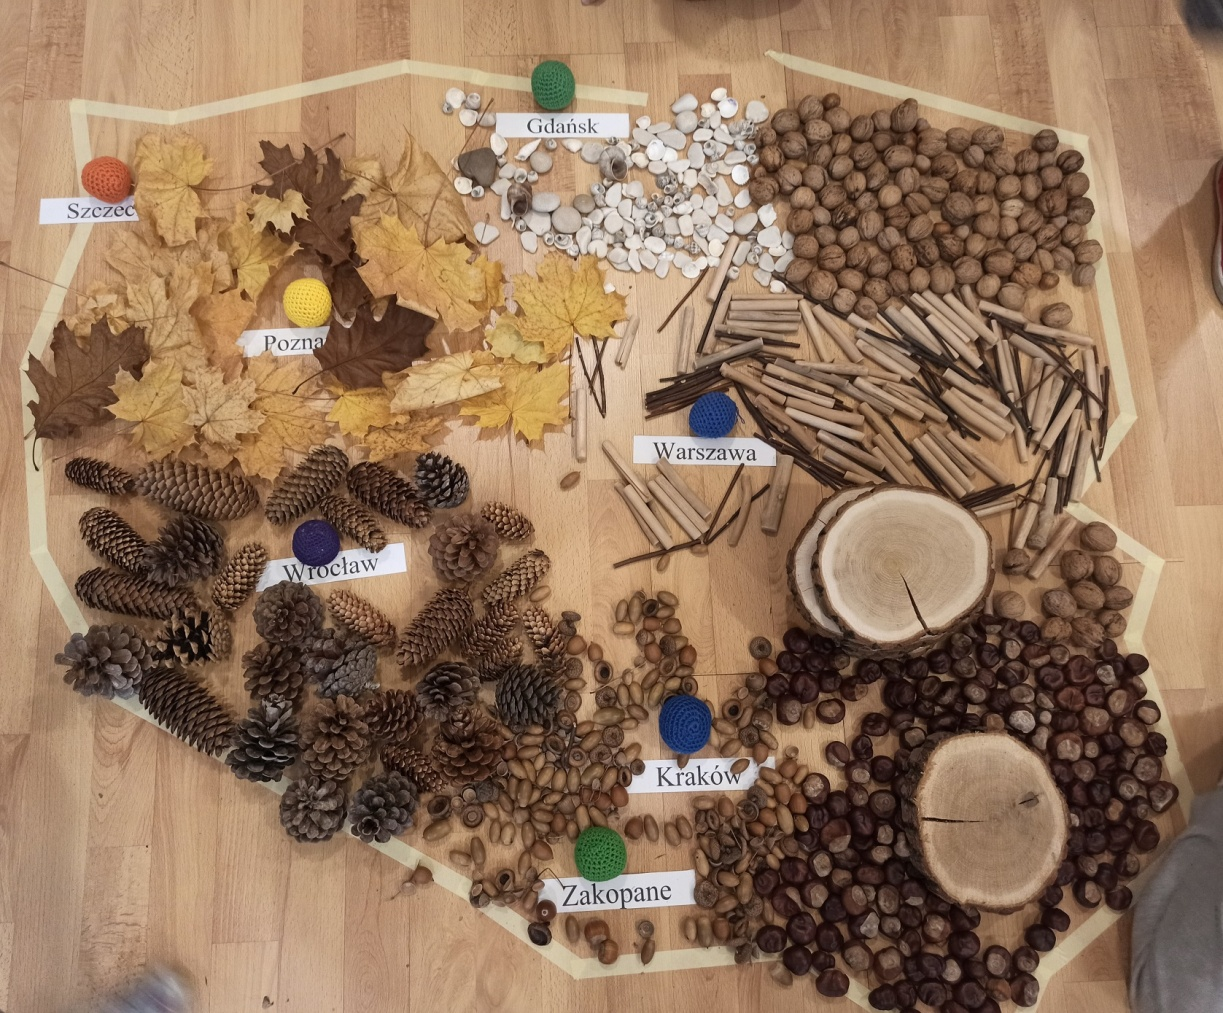 Gdańsk
Szczec
Pozna
Warszawa
Wrocław
Kraków
Zakopane